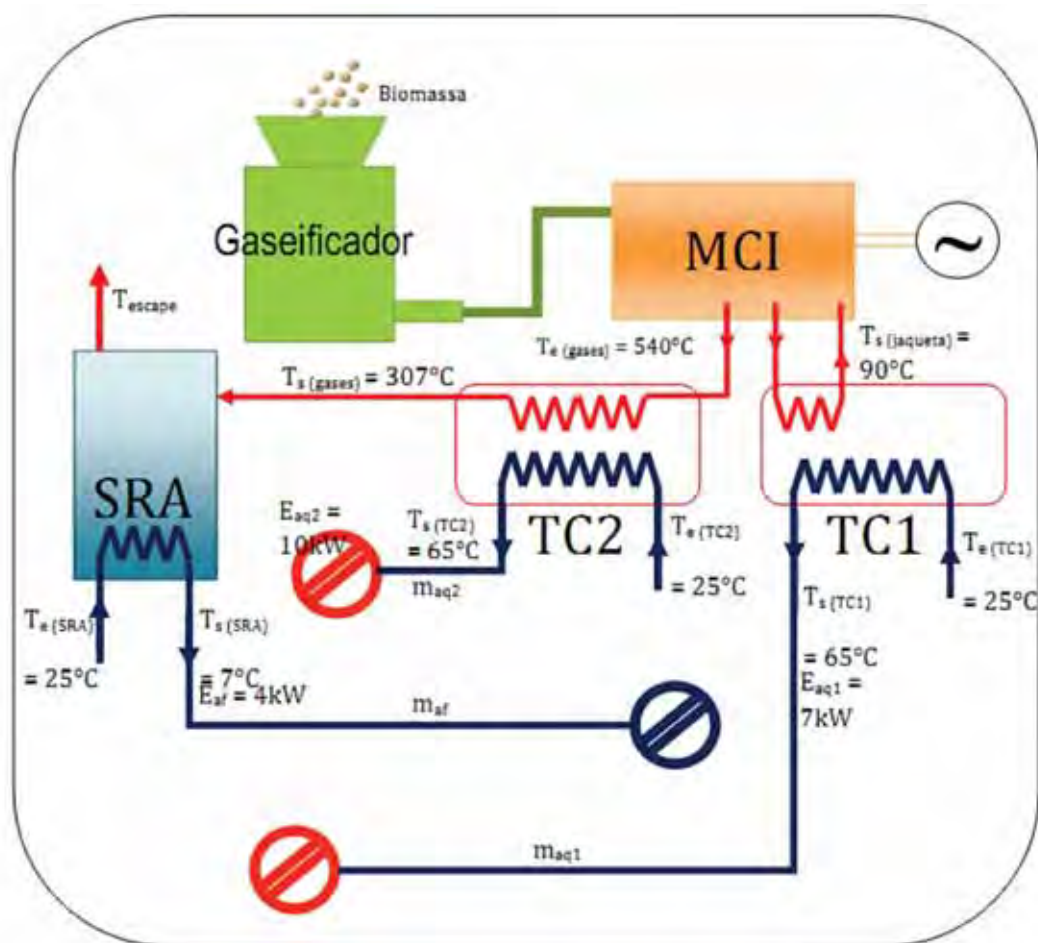 Biomassa
Gaseificador
MCI
~
T escape
T e (gases) = 540°C
T s (jaqueta) =
90°C
T s (gases) = 307°C
SRA
E aq2 =
10kW
T s (TC2)
= 65°C
m aq2
TC2
T e (TC2)
= 25°C
TC1
T e (TC1)
= 25°C
T s (TC1)
= 65°C
E aq1 =
7kW
T e (SRA)
= 25°C
T s (SRA)
= 7°C
E af = 4kW
m af
m aq1